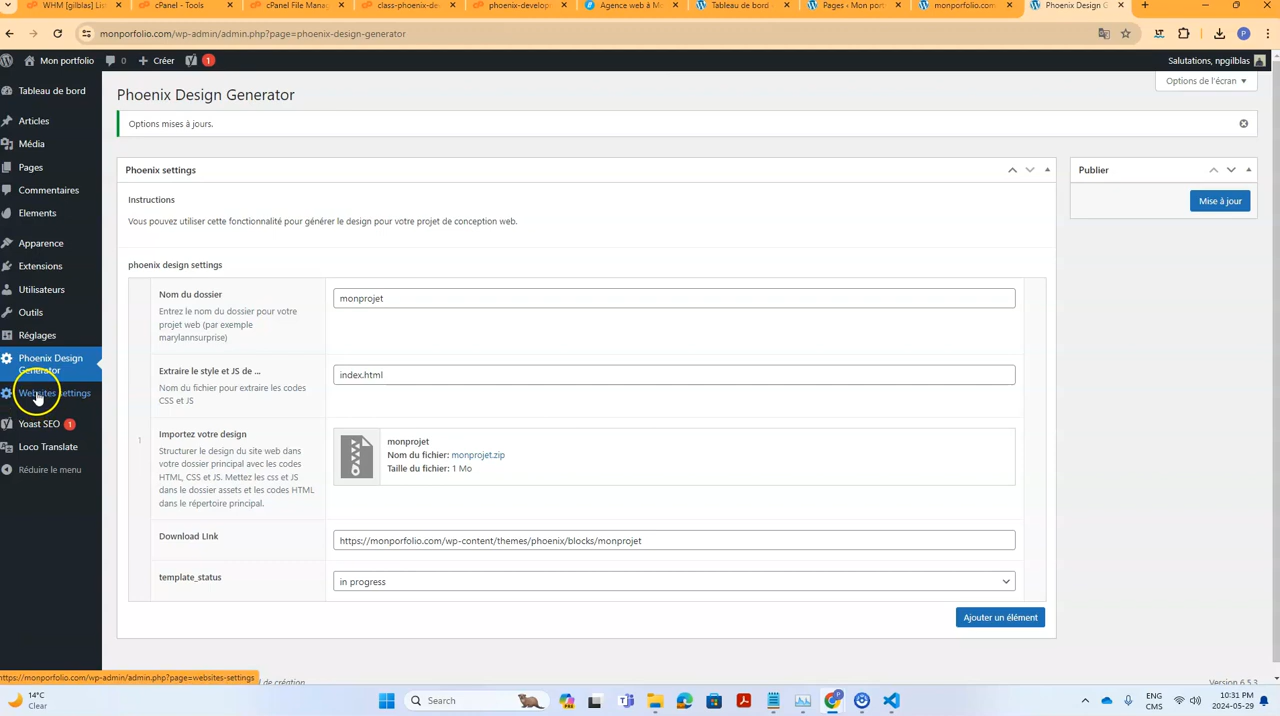 WHM [gilblas] List
cPanel - Tools
cPanel File Mana
class-phoenix-de
phoenix-develop
Agence web à M
Tableau de bord
Pages ‹ Mon port
monporfolio.com
Phoenix Design G
monporfolio.com/wp-admin/admin.php?page=phoenix-design-generator
Mon portfolio
0
Créer
1
Salutations, npgilblas
Options de l'écran
Tableau de bord
Articles
Média
Pages
Commentaires
Elements
Apparence
Extensions
Utilisateurs
Outils
Réglages
Phoenix Design
Generator
Websites settings
Yoast SEO 1
Loco Translate
Réduire le menu
Phoenix Design Generator
Options mises à jours.
Phoenix settings
Instructions
Vous pouvez utiliser cette fonctionnalité pour générer le design pour votre projet de conception web.
phoenix design settings
1
Nom du dossier
Entrez le nom du dossier pour votre
projet web (par exemple
marylannsurprise)
monprojet
Extraire le style et JS de ...
Nom du fichier pour extraire les codes
CSS et JS
index.html
Importez votre design
Structurer le design du site web dans
votre dossier principal avec les codes
HTML, CSS et JS. Mettez les css et JS
dans le dossier assets et les codes HTML
dans le répertoire principal.
monprojet
Nom du fichier: monprojet.zip
Taille du fichier: 1 Mo
Download LInk
https://monporfolio.com/wp-content/themes/phoenix/blocks/monprojet
template_status
in progress
Ajouter un élément
Publier
Mise à jour
https://monporfolio.com/wp-admin/admin.php?page=websites-settings
de création.
Version 6.5.3
14°C
Clear
Search
ENG
CMS
10:31 PM
2024-05-29